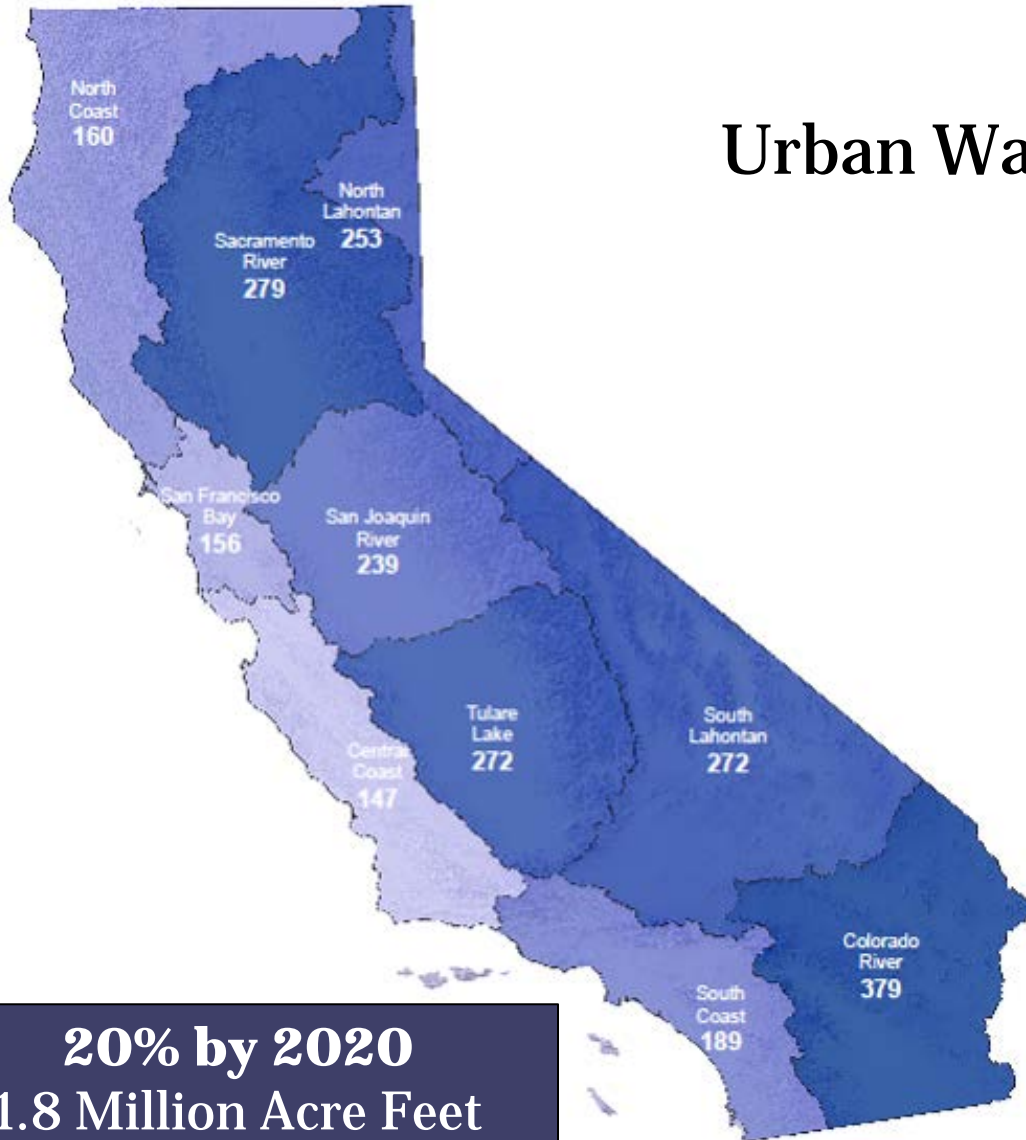 Urban Wa
North
Coast
160
North
Lahontan
253
Sacramento
River
279
San Francisco
Bay
156
San Joaquin
River
239
Tulare
Lake
272
South
Lahontan
272
Central
Coast
147
Colorado
River
379
South
Coast
189
20% by 2020
1.8 Million Acre Feet